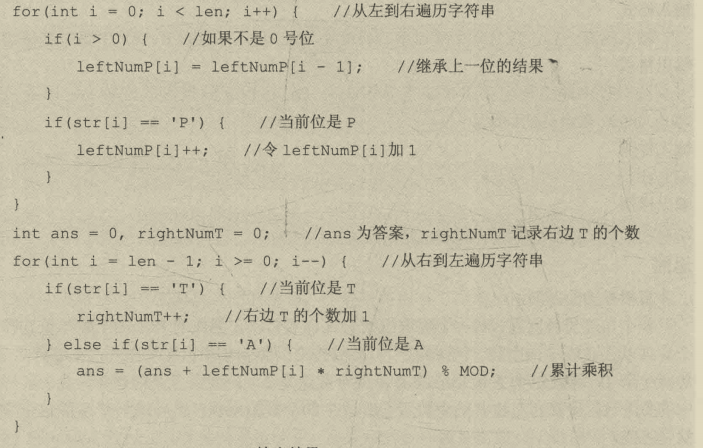 for(int i = 0; i < len; i++) {    //从左到右遍历字符串
    if(i > 0) {    //如果不是 0 号位
        leftNumP[i] = leftNumP[i - 1];    //继承上一位的结果
    }
    if(str[i] == 'P') {    //当前位是 P
        leftNumP[i]++;    //令 leftNumP[i]加 1
    }
}
int ans = 0, rightNumT = 0;    //ans 为答案，rightNumT 记录右边 T 的个数
for(int i = len - 1; i >= 0; i--) {    //从右到左遍历字符串
    if(str[i] == 'T') {    //当前位是 T
        rightNumT++;    //右边 T 的个数加 1
    } else if(str[i] == 'A') {    //当前位是 A
        ans = (ans + leftNumP[i] * rightNumT) % MOD;    //累计乘积
    }
}